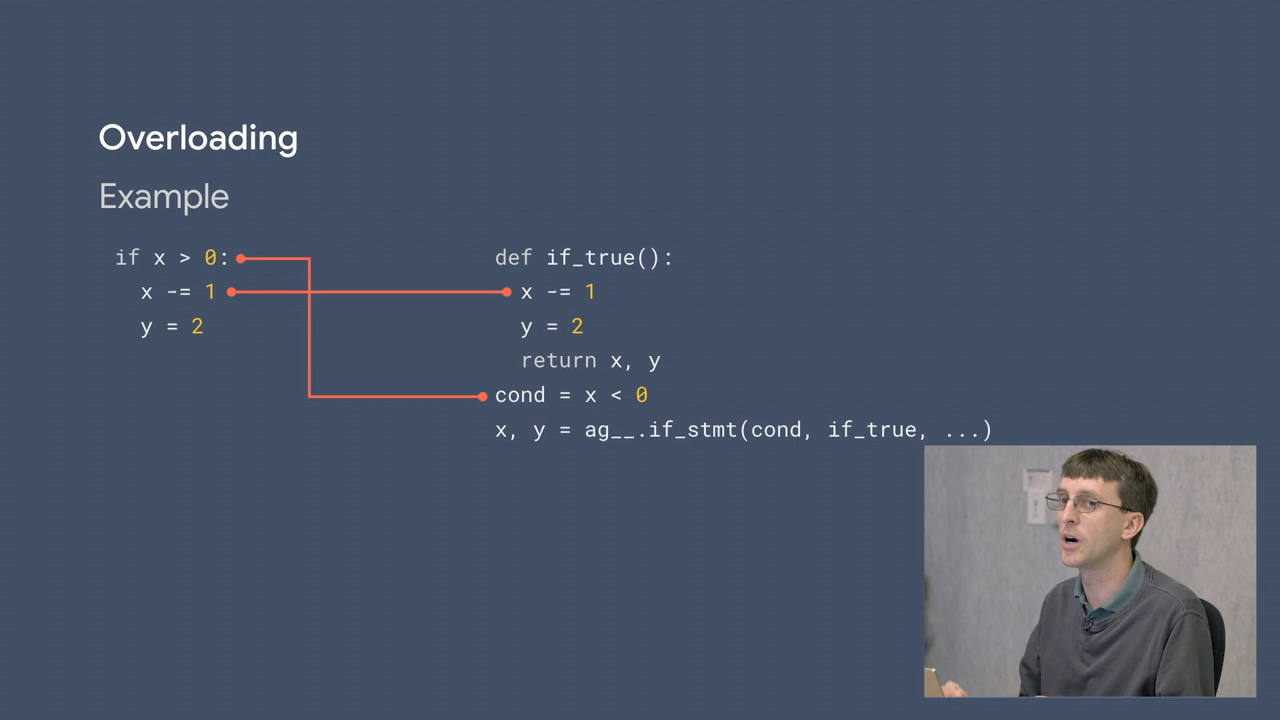 Overloading
Example
if x > 0:
x -= 1
y = 2
def if_true():
x -= 1
y = 2
return x, y
cond = x < 0
x, y = ag__.if_stmt(cond, if_true, ...)